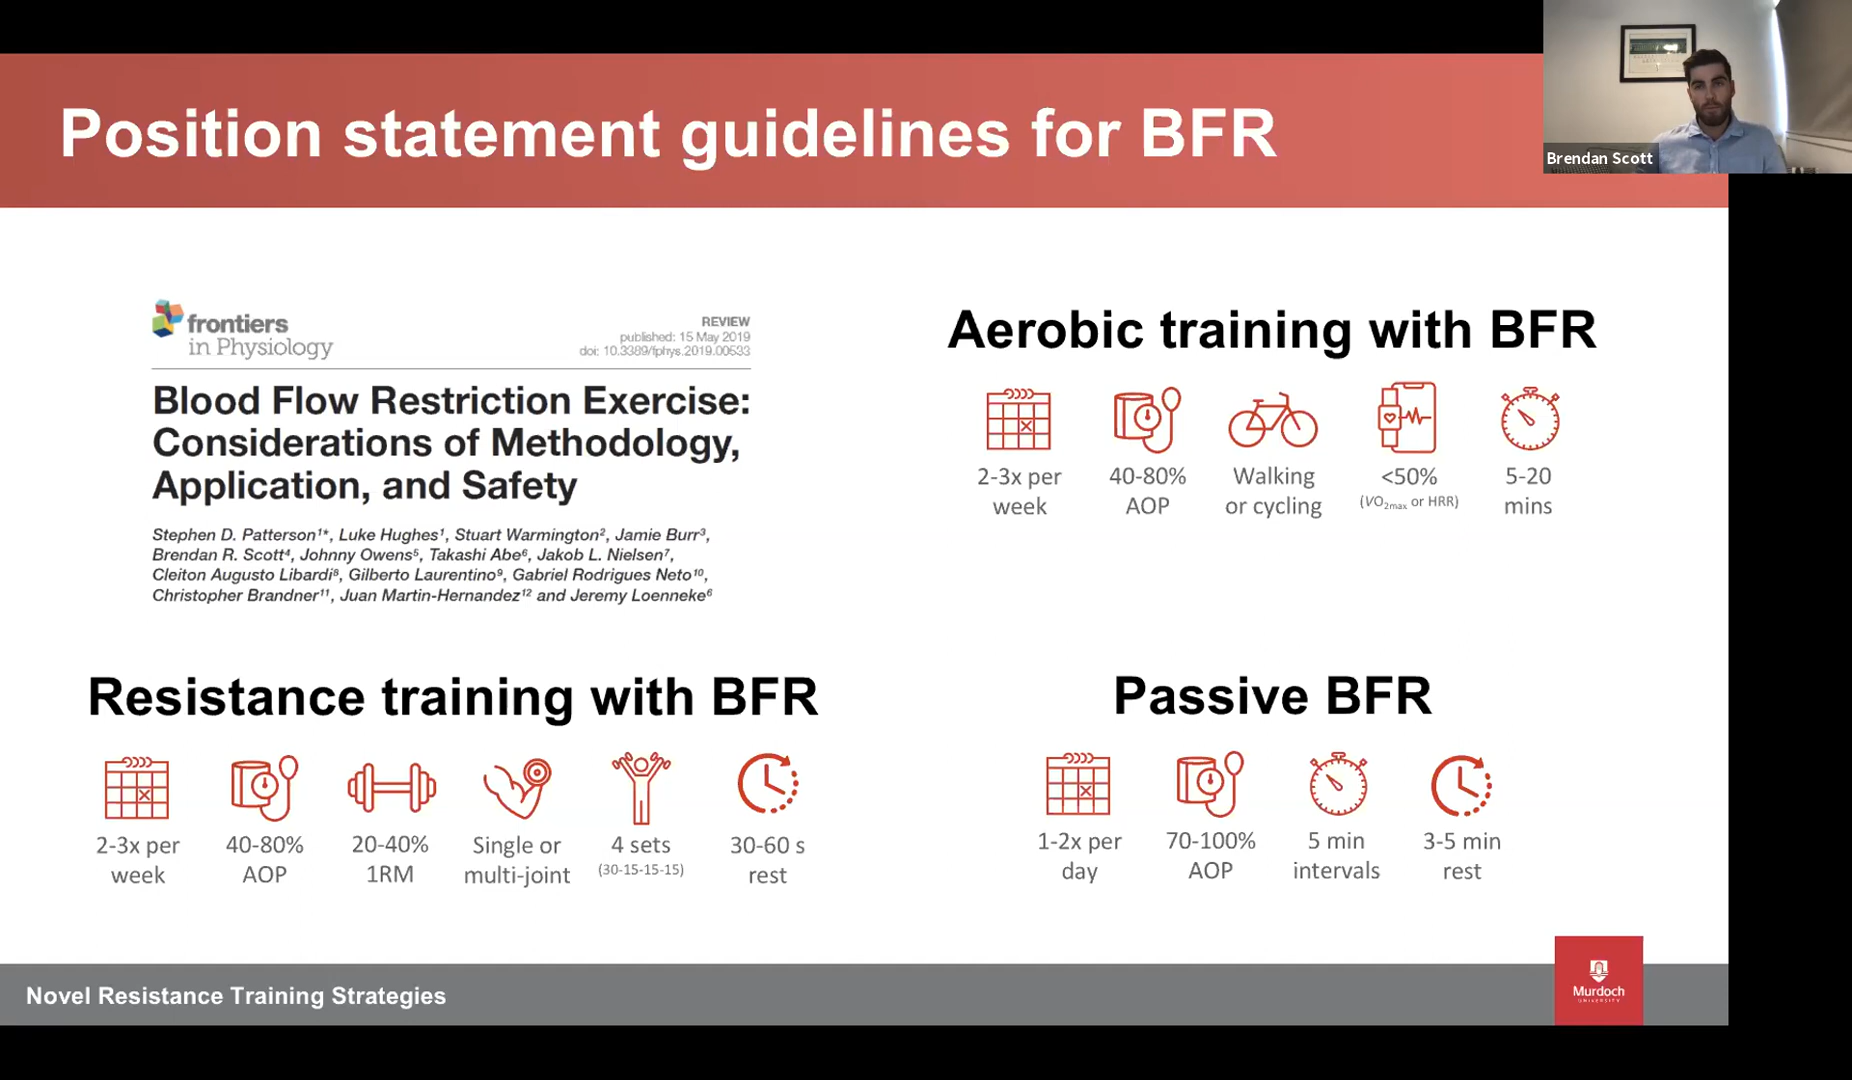 Position statement guidelines for BFR
Brendan Scott
frontiers
in Physiology
REVIEW
published: 15 May 2019
doi: 10.3389/fphys.2019.00533
Blood Flow Restriction Exercise:
Considerations of Methodology,
Application, and Safety
Stephen D. Patterson¹*, Luke Hughes¹, Stuart Warmington², Jamie Burr³,
Brendan R. Scott⁴, Johnny Owens⁵, Takashi Abe⁶, Jakob L. Nielsen⁷,
Cleiton Augusto Libardi⁸, Gilberto Laurentino⁹, Gabriel Rodrigues Neto¹⁰,
Christopher Brandner¹¹, Juan Martin-Hernandez¹² and Jeremy Loenneke⁶
Aerobic training with BFR
2-3x per
week
40-80%
AOP
Walking
or cycling
<50%
(VO₂max or HRR)
5-20
mins
Resistance training with BFR
2-3x per
week
40-80%
AOP
20-40%
1RM
Single or
multi-joint
4 sets
(30-15-15-15)
30-60 s
rest
Passive BFR
1-2x per
day
70-100%
AOP
5 min
intervals
3-5 min
rest
Novel Resistance Training Strategies
Murdoch
UNIVERSITY